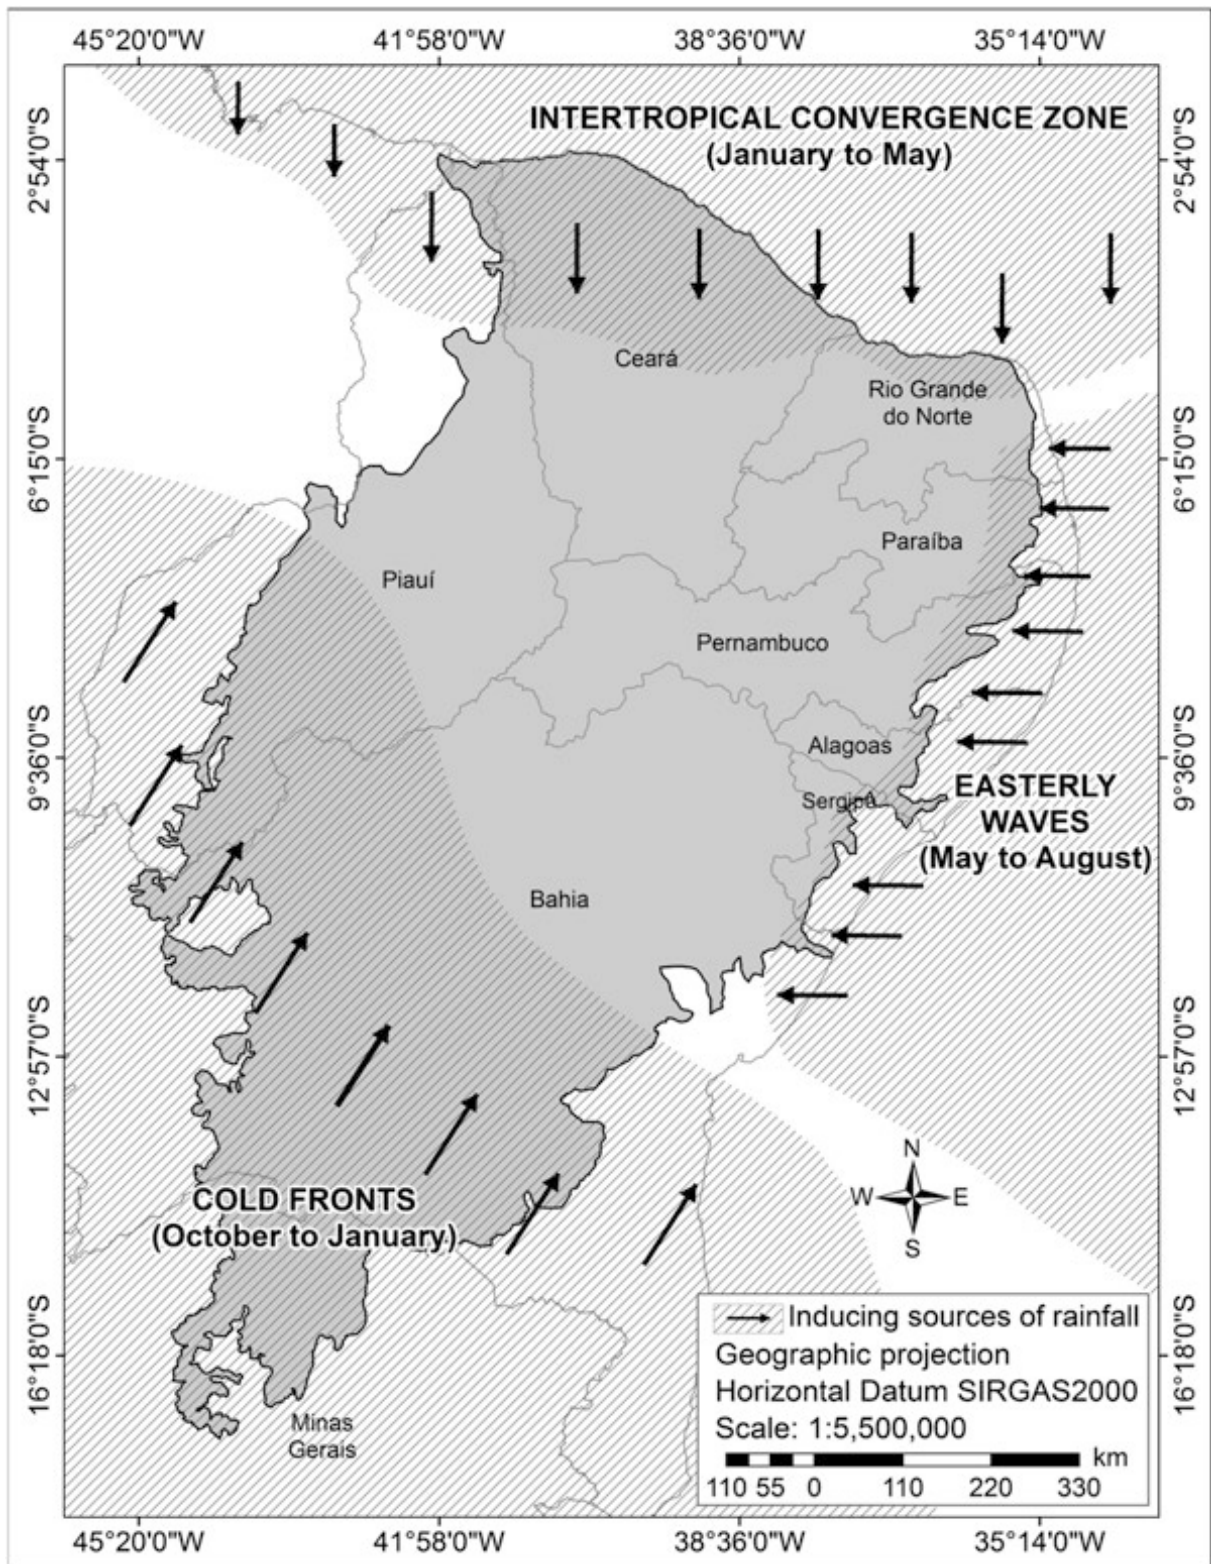 45°20'0"W 41°58'0"W 38°36'0"W 35°14'0"W
2°54'0"S
2°54'0"S
INTERTROPICAL CONVERGENCE ZONE
(January to May)
Ceará
Rio Grande
do Norte
6°15'0"S
6°15'0"S
Paraíba
Piauí
Pernambuco
Alagoas
9°36'0"S
9°36'0"S
Sergipe
EASTERLY
WAVES
(May to August)
Bahia
12°57'0"S
12°57'0"S
N
W E
S
COLD FRONTS
(October to January)
Inducing sources of rainfall
Geographic projection
Horizontal Datum SIRGAS2000
Scale: 1:5,500,000
km
110 55 0 110 220 330
16°18'0"S
16°18'0"S
Minas
Gerais
45°20'0"W 41°58'0"W 38°36'0"W 35°14'0"W